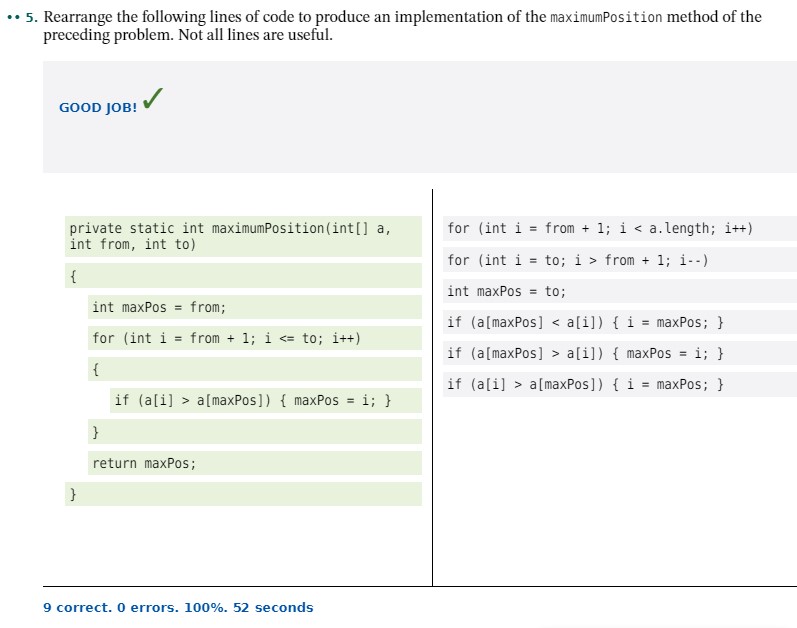 •• 5. Rearrange the following lines of code to produce an implementation of the maximumPosition method of the
preceding problem. Not all lines are useful.
GOOD JOB! ✓
private static int maximumPosition(int[] a,
int from, int to)
{
int maxPos = from;
for (int i = from + 1; i <= to; i++)
{
if (a[i] > a[maxPos]) { maxPos = i; }
}
return maxPos;
}
for (int i = from + 1; i < a.length; i++)
for (int i = to; i > from + 1; i--)
int maxPos = to;
if (a[maxPos] < a[i]) { i = maxPos; }
if (a[maxPos] > a[i]) { maxPos = i; }
if (a[i] > a[maxPos]) { i = maxPos; }
9 correct. 0 errors. 100%. 52 seconds